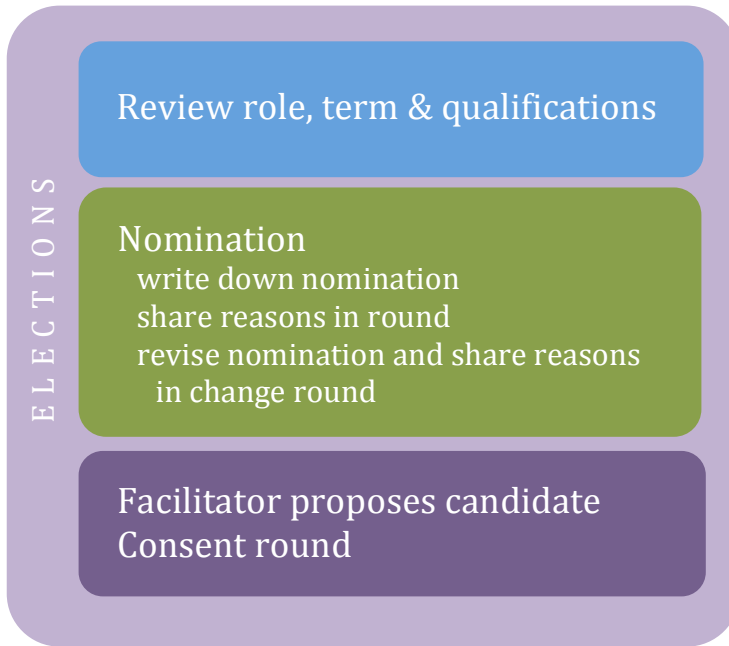 ELECTIONS
Review role, term & qualifications
Nomination
write down nomination
share reasons in round
revise nomination and share reasons
in change round
Facilitator proposes candidate
Consent round